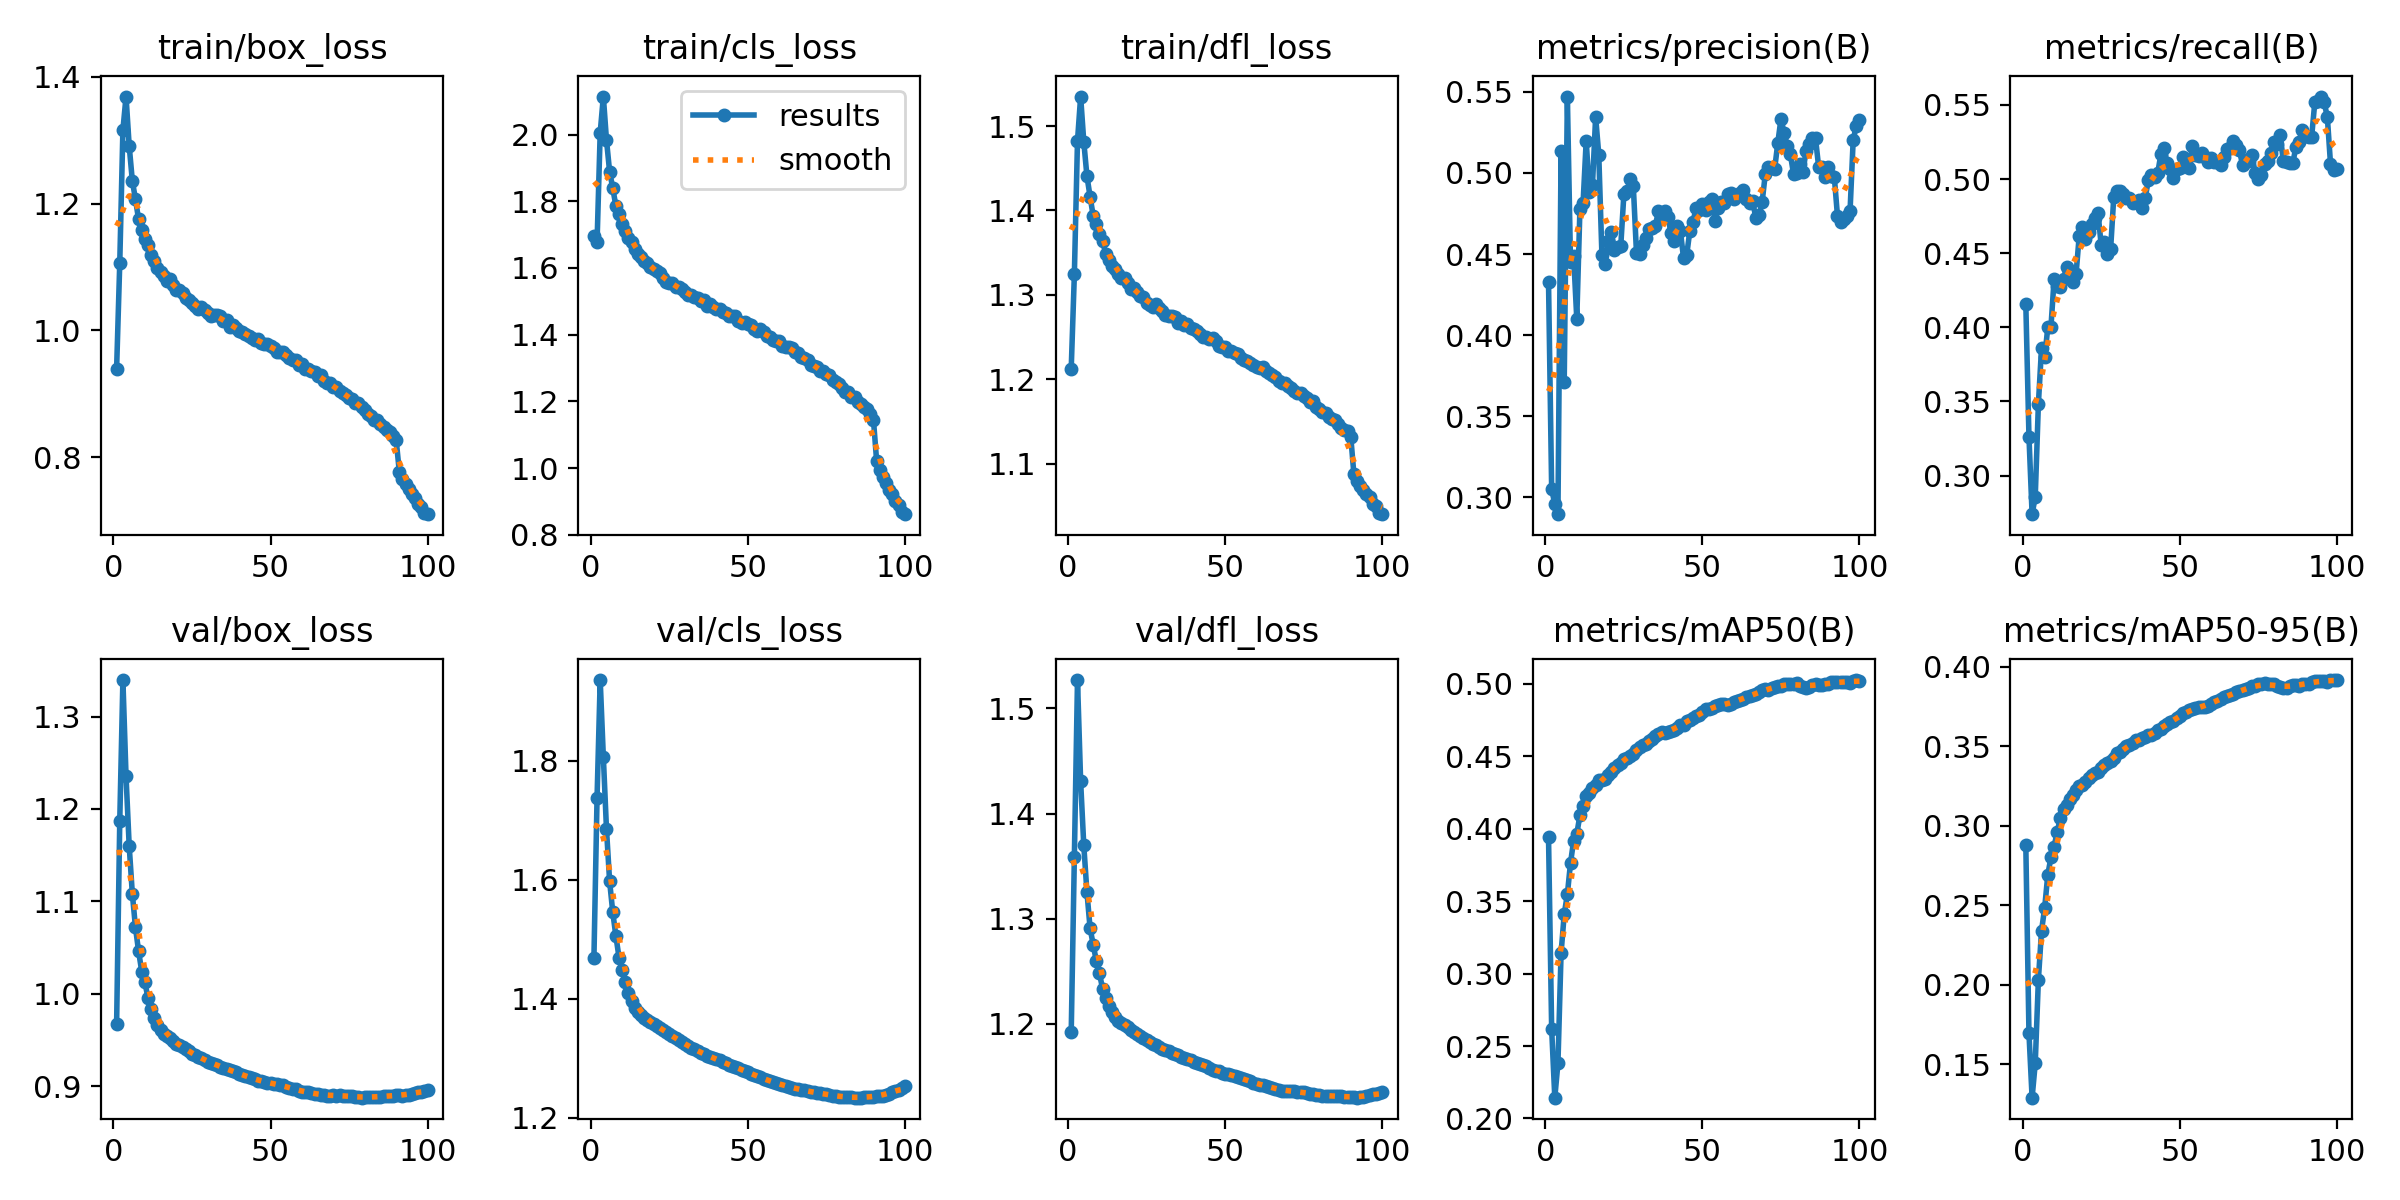 train/box_loss
1.4
1.2
1.0
0.8
0 50 100
train/cls_loss
results
smooth
2.0
1.8
1.6
1.4
1.2
1.0
0.8
0 50 100
train/dfl_loss
1.5
1.4
1.3
1.2
1.1
0 50 100
metrics/precision(B)
0.55
0.50
0.45
0.40
0.35
0.30
0 50 100
metrics/recall(B)
0.55
0.50
0.45
0.40
0.35
0.30
0 50 100
val/box_loss
1.3
1.2
1.1
1.0
0.9
0 50 100
val/cls_loss
1.8
1.6
1.4
1.2
0 50 100
val/dfl_loss
1.5
1.4
1.3
1.2
0 50 100
metrics/mAP50(B)
0.50
0.45
0.40
0.35
0.30
0.25
0.20
0 50 100
metrics/mAP50-95(B)
0.40
0.35
0.30
0.25
0.20
0.15
0 50 100